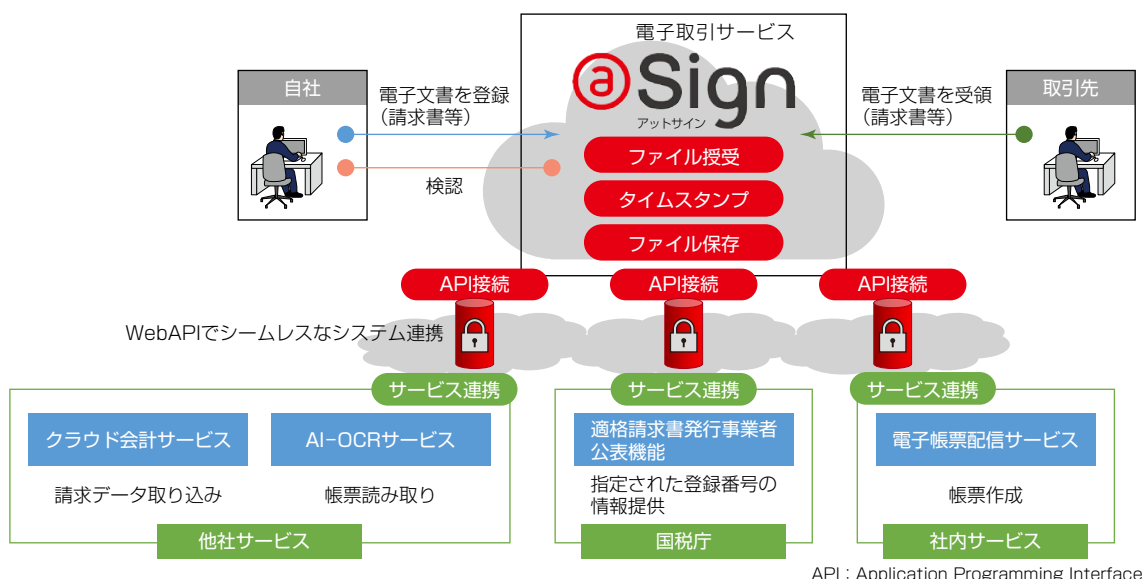 電子取引サービス
@Sign
アットサイン
自社
電子文書を登録
（請求書等）
検認
電子文書を受領
（請求書等）
取引先
ファイル授受
タイムスタンプ
ファイル保存
API接続
API接続
API接続
WebAPIでシームレスなシステム連携
サービス連携
サービス連携
サービス連携
クラウド会計サービス
AI-OCRサービス
請求データ取り込み
帳票読み取り
他社サービス
適格請求書発行事業者
公表機能
指定された登録番号の
情報提供
国税庁
電子帳票配信サービス
帳票作成
社内サービス
API：Application Programming Interface